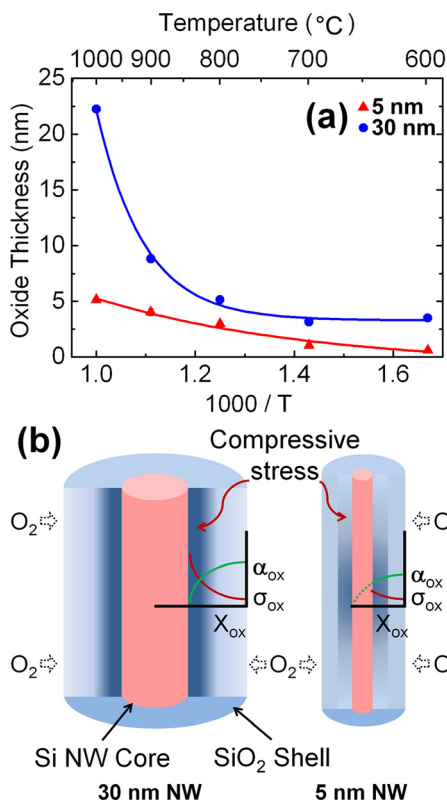 Temperature (°C)
1000 900 800 700 600
(a)
5 nm
30 nm
Oxide Thickness (nm)
25
20
15
10
5
0
1.0 1.2 1.4 1.6
1000 / T
(b)
Compressive
stress
O₂
O₂
O₂
O
O
αox
σox
Xox
αox
σox
Xox
Si NW Core
SiO₂ Shell
30 nm NW
5 nm NW